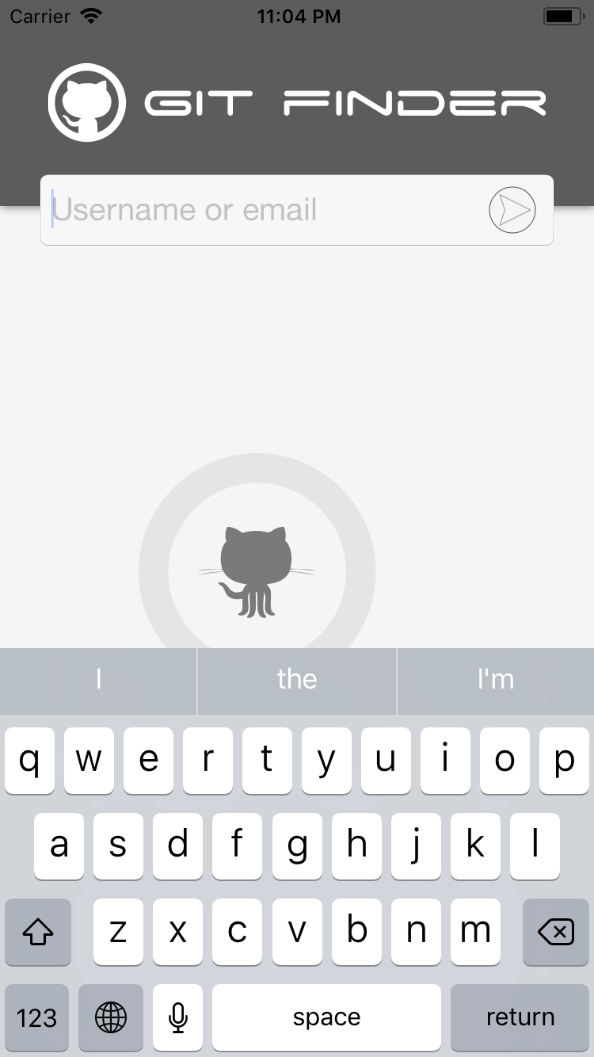 Carrier 11:04 PM
GIT FINDER
Username or email
I the I'm
q w e r t y u i o p
a s d f g h j k l
z x c v b n m
123 space return